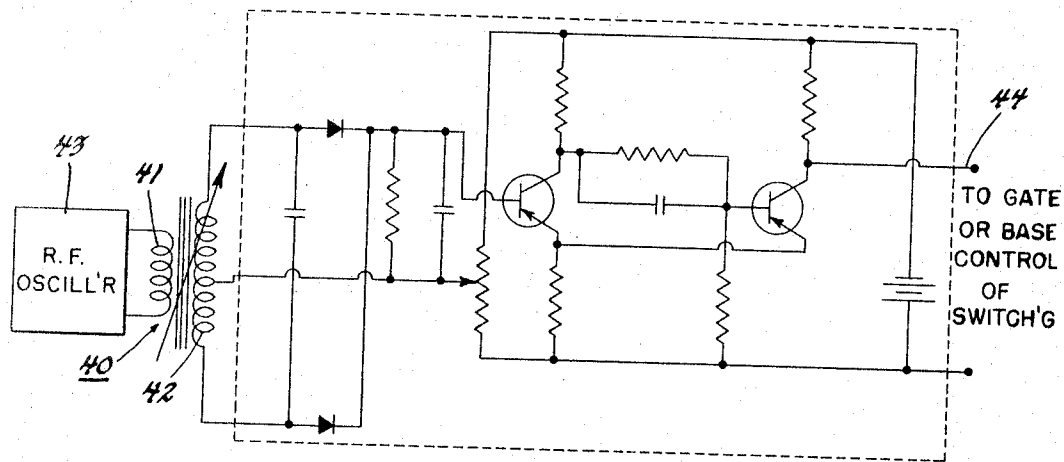 43
41
R. F.
OSCILL'R
40
42
44
TO GATE
OR BASE
CONTROL
OF
SWITCH'G